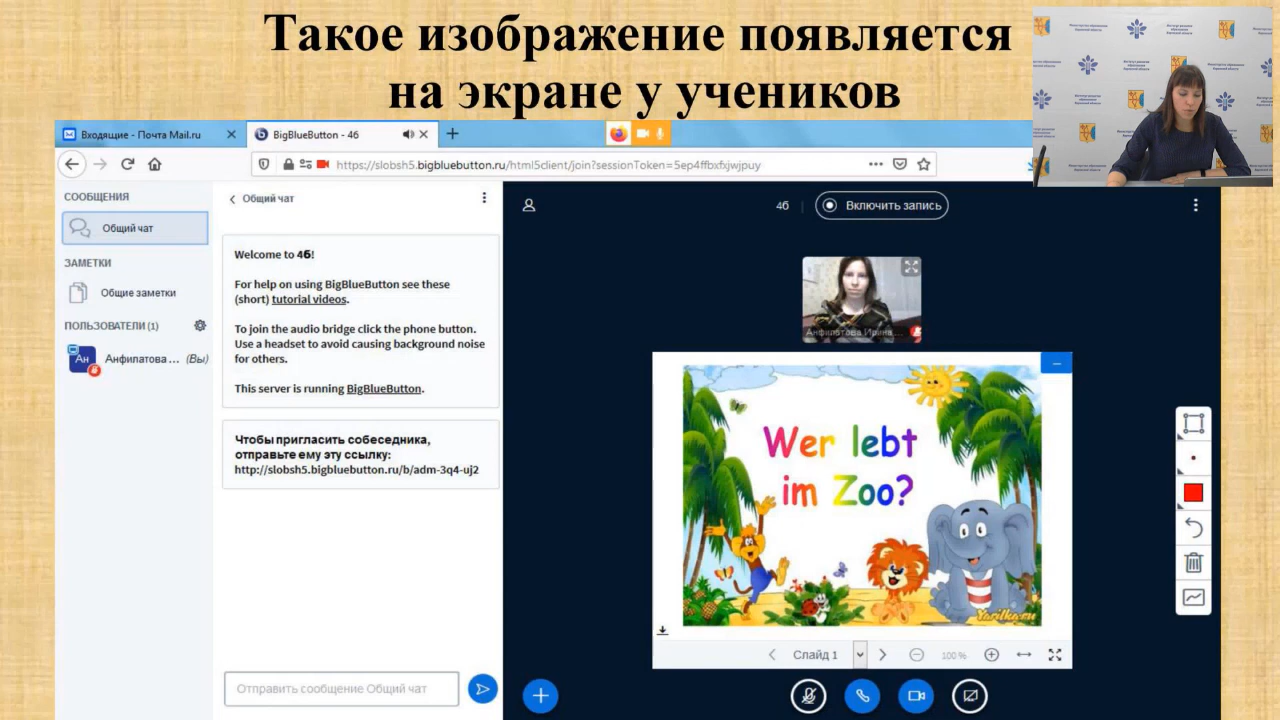 Такое изображение появляется
на экране у учеников
Входящие - Почта Mail.ru
BigBlueButton - 4б
https://slobsh5.bigbluebutton.ru/html5client/join?sessionToken=5ep4ffbxfxjwjpuy
СООБЩЕНИЯ
Общий чат
ЗАМЕТКИ
Общие заметки
ПОЛЬЗОВАТЕЛИ (1)
Ан
Анфилатова ... (Вы)
Общий чат
Welcome to 4б!
For help on using BigBlueButton see these
(short) tutorial videos.
To join the audio bridge click the phone button.
Use a headset to avoid causing background noise
for others.
This server is running BigBlueButton.
Чтобы пригласить собеседника,
отправьте ему эту ссылку:
http://slobsh5.bigbluebutton.ru/b/adm-3q4-uj2
Отправить сообщение Общий чат
4б
Включить запись
Анфилатова Ирина ...
Wer lebt
im Zoo?
Yarilka.ru
Слайд 1
100 %